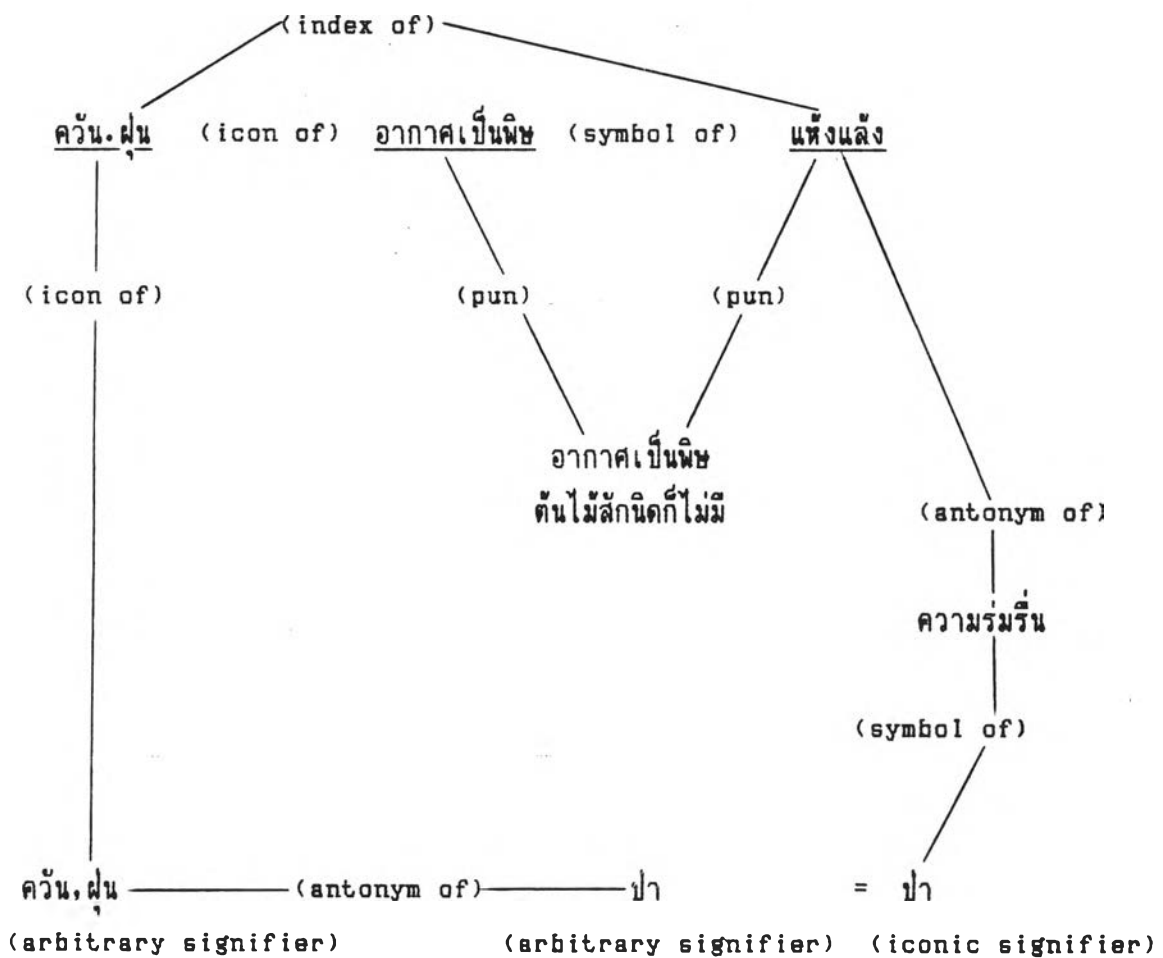 (index of)
ควัน.ฝุ่น (icon of) อากาศเป็นพิษ (symbol of) แห้งแล้ง
(icon of) (pun) (pun)
อากาศเป็นพิษ
ต้นไม้สักนิดก็ไม่มี
(antonym of)
ความร่มรื่น
(symbol of)
ควัน,ฝุ่น (antonym of) ป่า = ป่า
(arbitrary signifier) (arbitrary signifier) (iconic signifier)